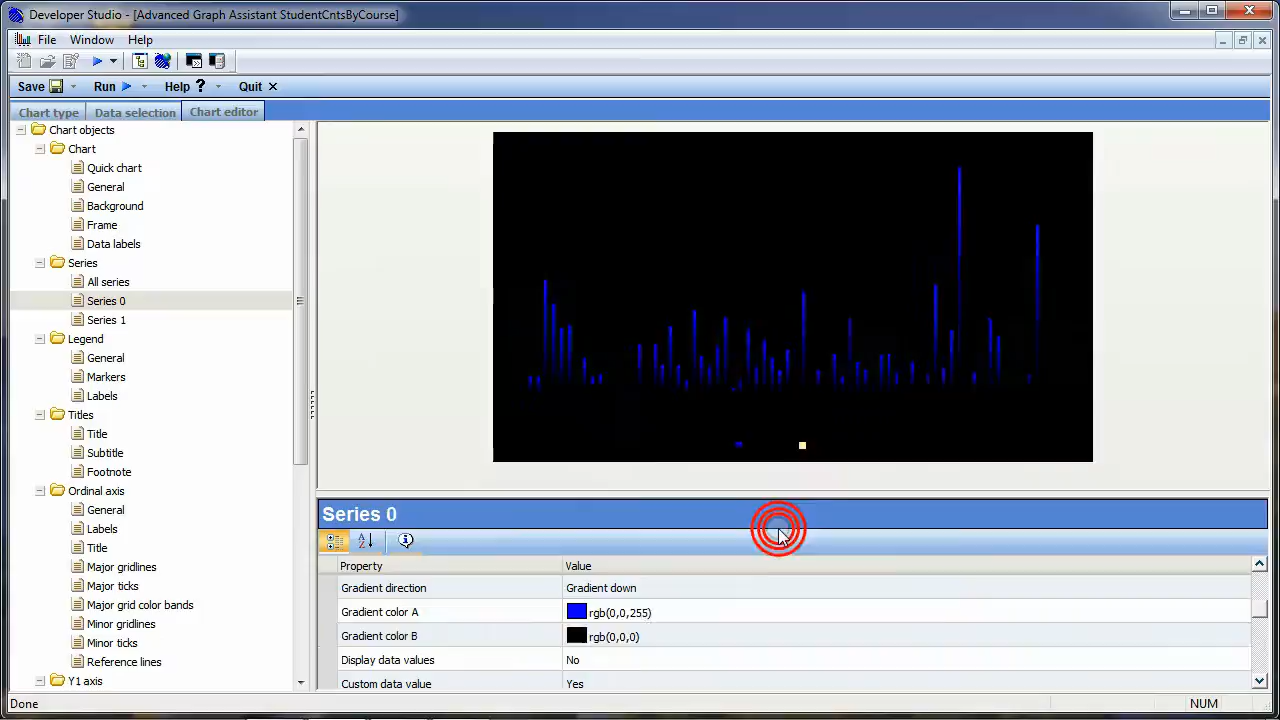 Developer Studio - [Advanced Graph Assistant StudentCntsByCourse]
File Window Help
Save Run Help ? Quit ✕
Chart type Data selection Chart editor
Chart objects
Chart
Quick chart
General
Background
Frame
Data labels
Series
All series
Series 0
Series 1
Legend
General
Markers
Labels
Titles
Title
Subtitle
Footnote
Ordinal axis
General
Labels
Title
Major gridlines
Major ticks
Major grid color bands
Minor gridlines
Minor ticks
Reference lines
Y1 axis
Series 0
Property Value
Gradient direction Gradient down
Gradient color A rgb(0,0,255)
Gradient color B rgb(0,0,0)
Display data values No
Custom data value Yes
Done NUM